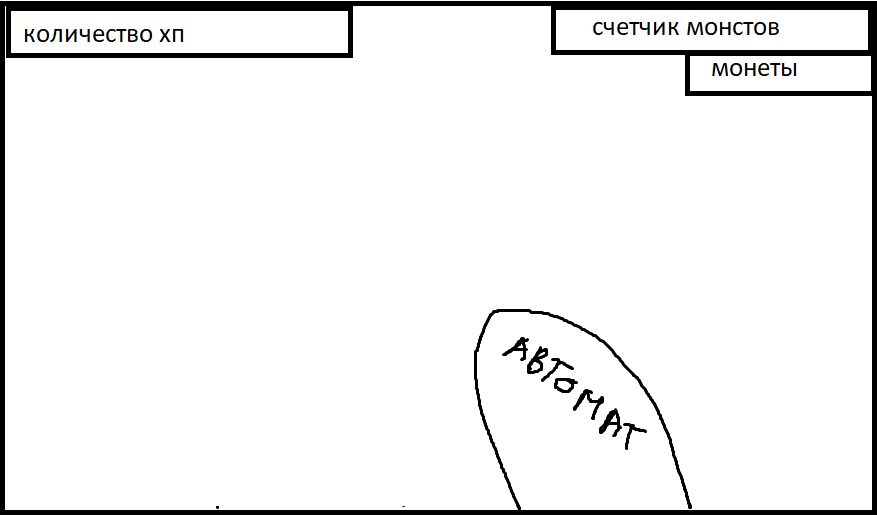 количество хп
счетчик монстов
монеты
АВТОМАТ